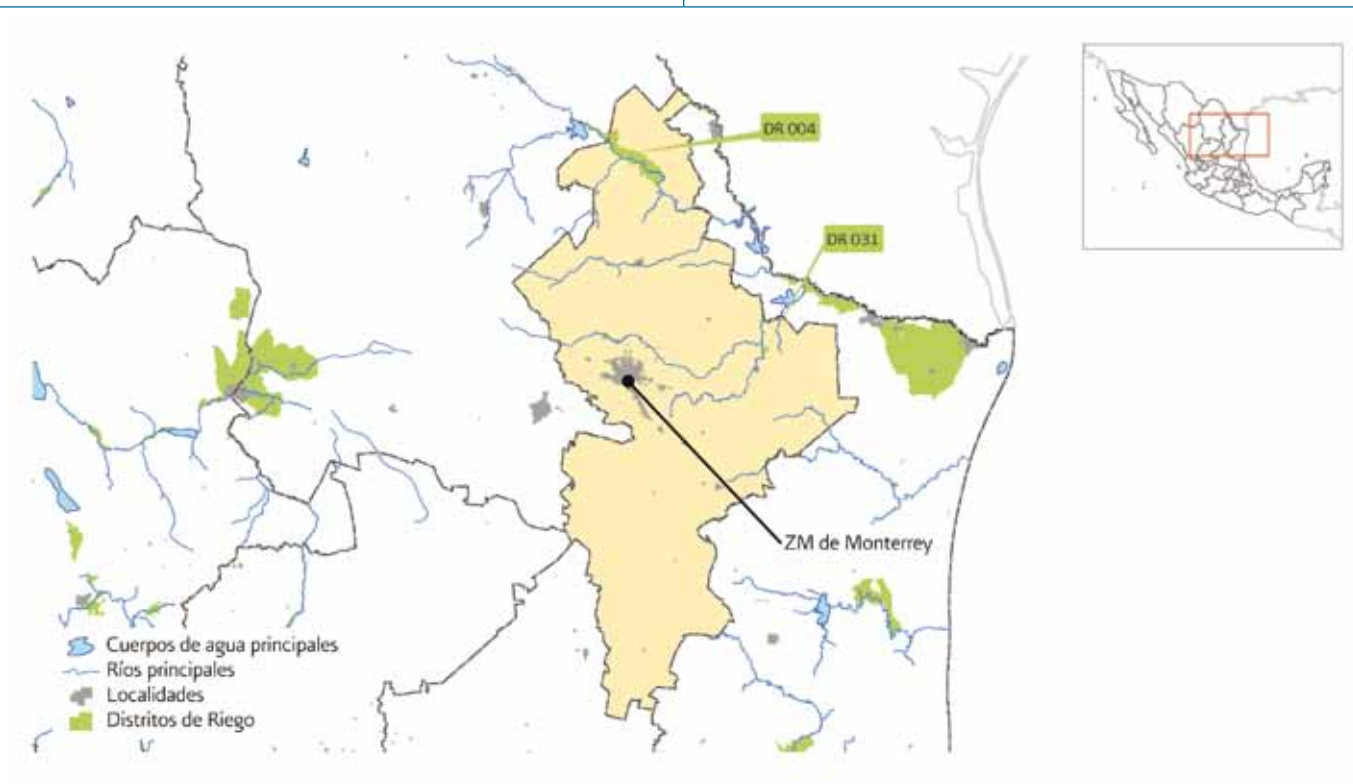 DR 004
DR 031
ZM de Monterrey
Cuerpos de agua principales
Ríos principales
Localidades
Distritos de Riego